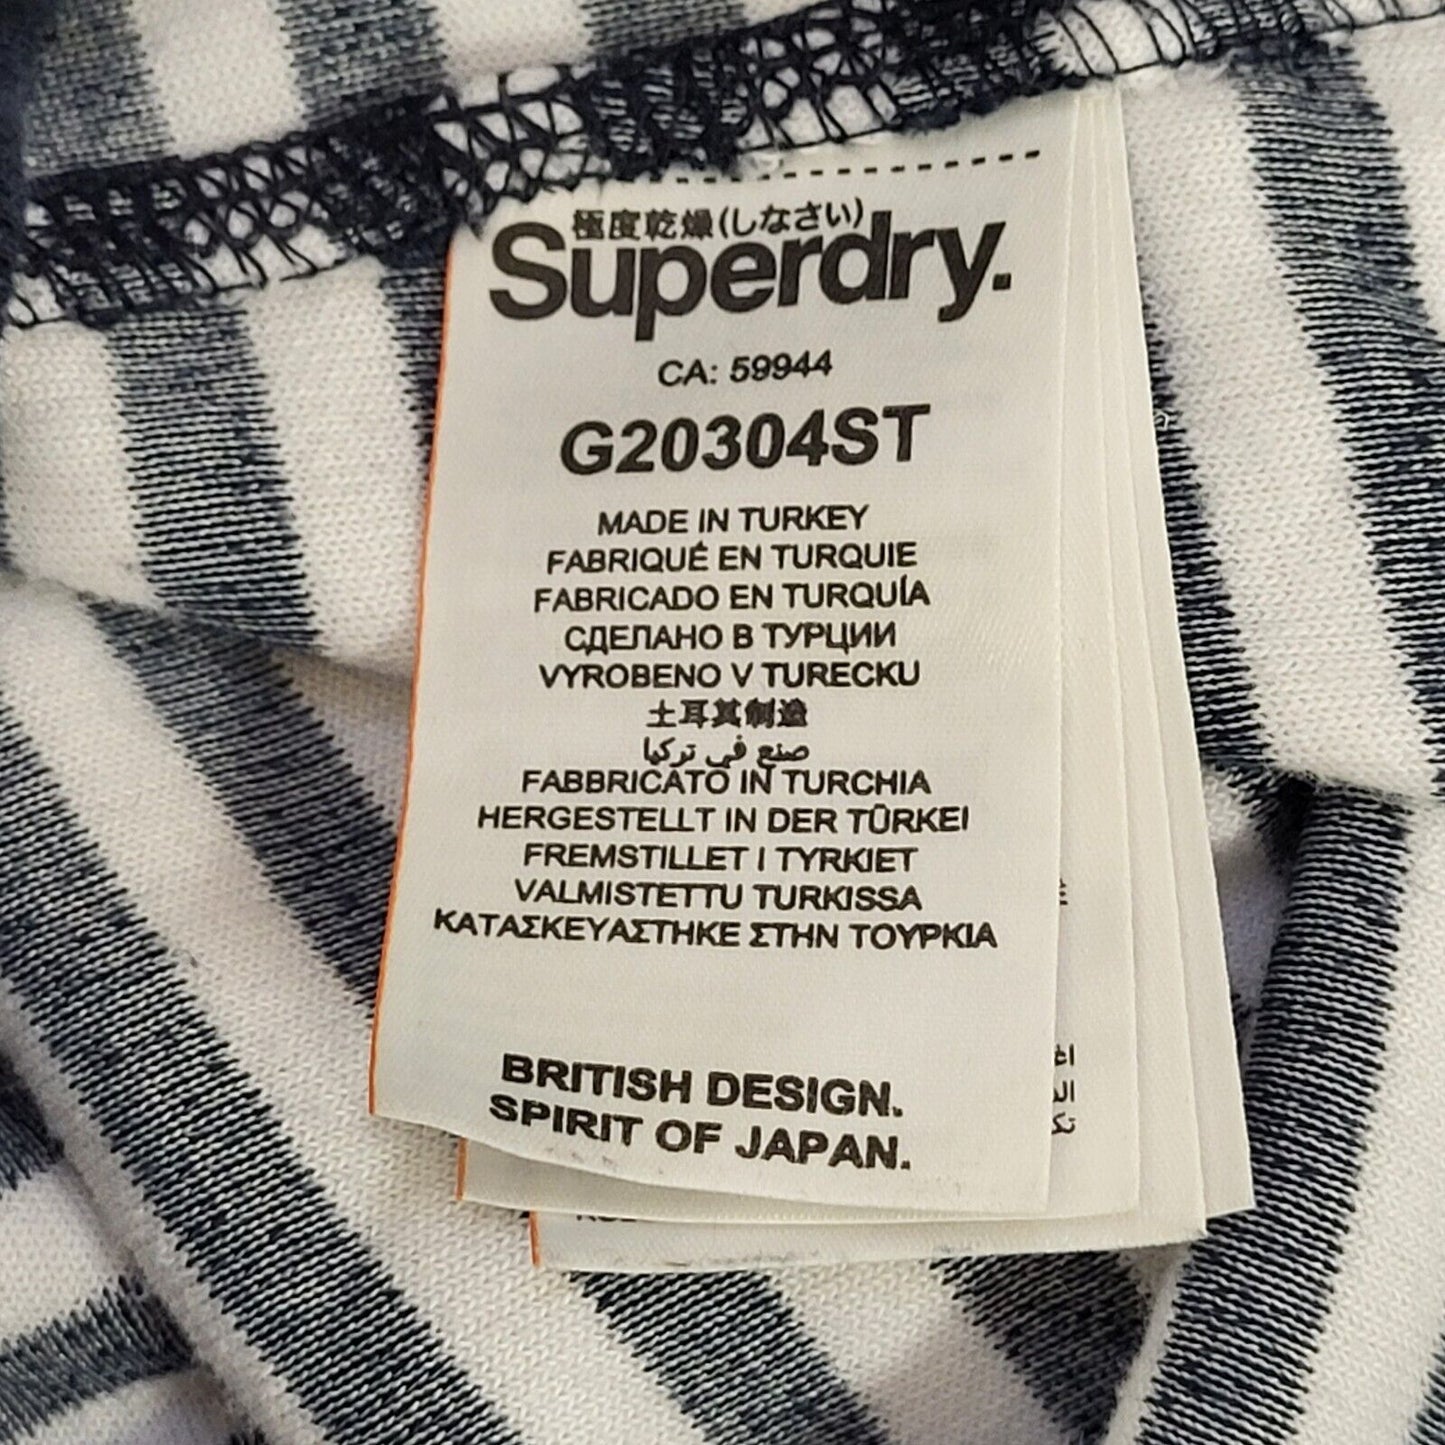 極度乾燥(しなさい)
Superdry.
CA: 59944
G20304ST
MADE IN TURKEY
FABRIQUÉ EN TURQUIE
FABRICADO EN TURQUÍA
СДЕЛАНО В ТУРЦИИ
VYROBENO V TURECKU
土耳其制造
صنع في تركيا
FABBRICATO IN TURCHIA
HERGESTELLT IN DER TÜRKEI
FREMSTILLET I TYRKIET
VALMISTETTU TURKISSA
ΚΑΤΑΣΚΕΥΑΣΤΗΚΕ ΣΤΗΝ ΤΟΥΡΚΙΑ
BRITISH DESIGN.
SPIRIT OF JAPAN.